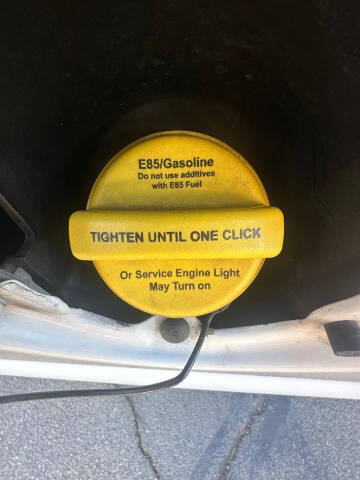 E85/Gasoline
Do not use additives
with E85 Fuel
TIGHTEN UNTIL ONE CLICK
Or Service Engine Light
May Turn on